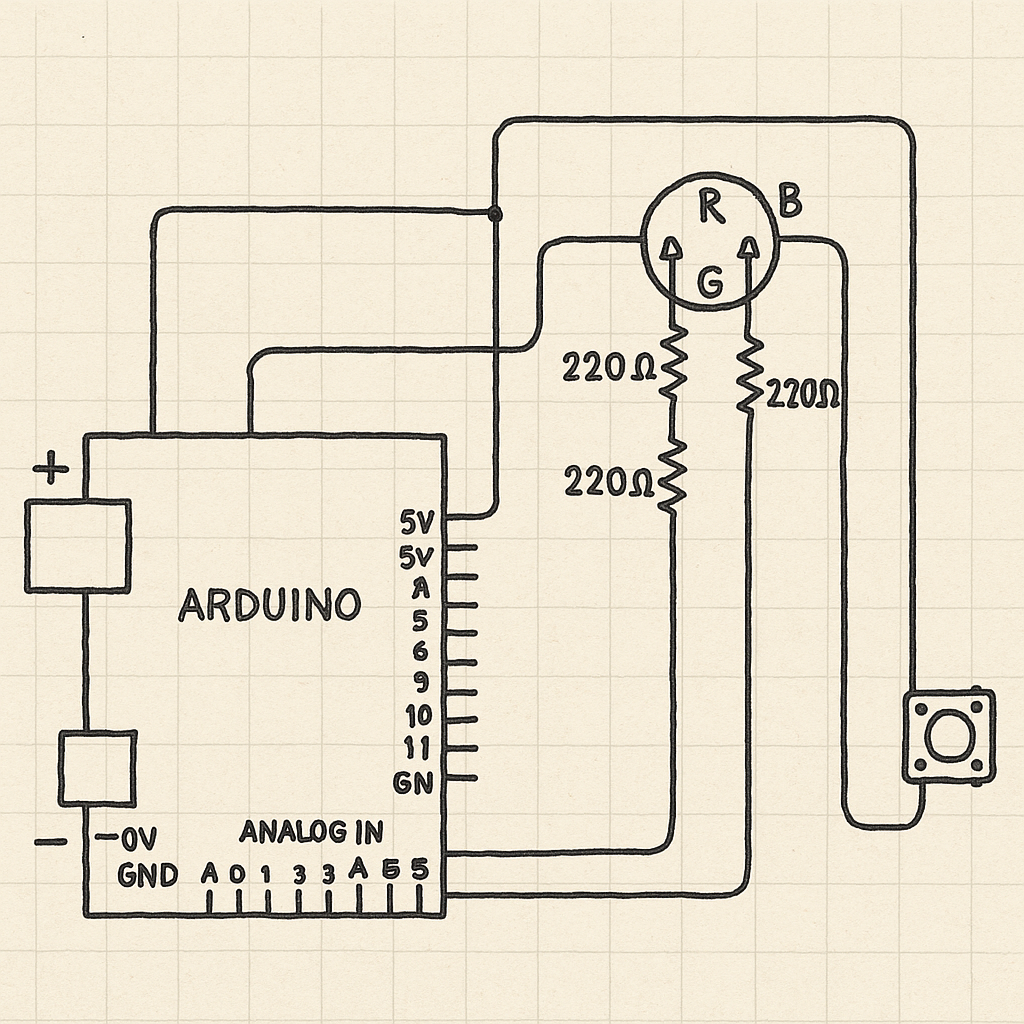 R B
G
220Ω
220Ω
220Ω
+
5V
5V
A
ARDUINO
5
6
9
10
11
GN
− −0V
ANALOG IN
GND A 0 1 3 3 A 5 5